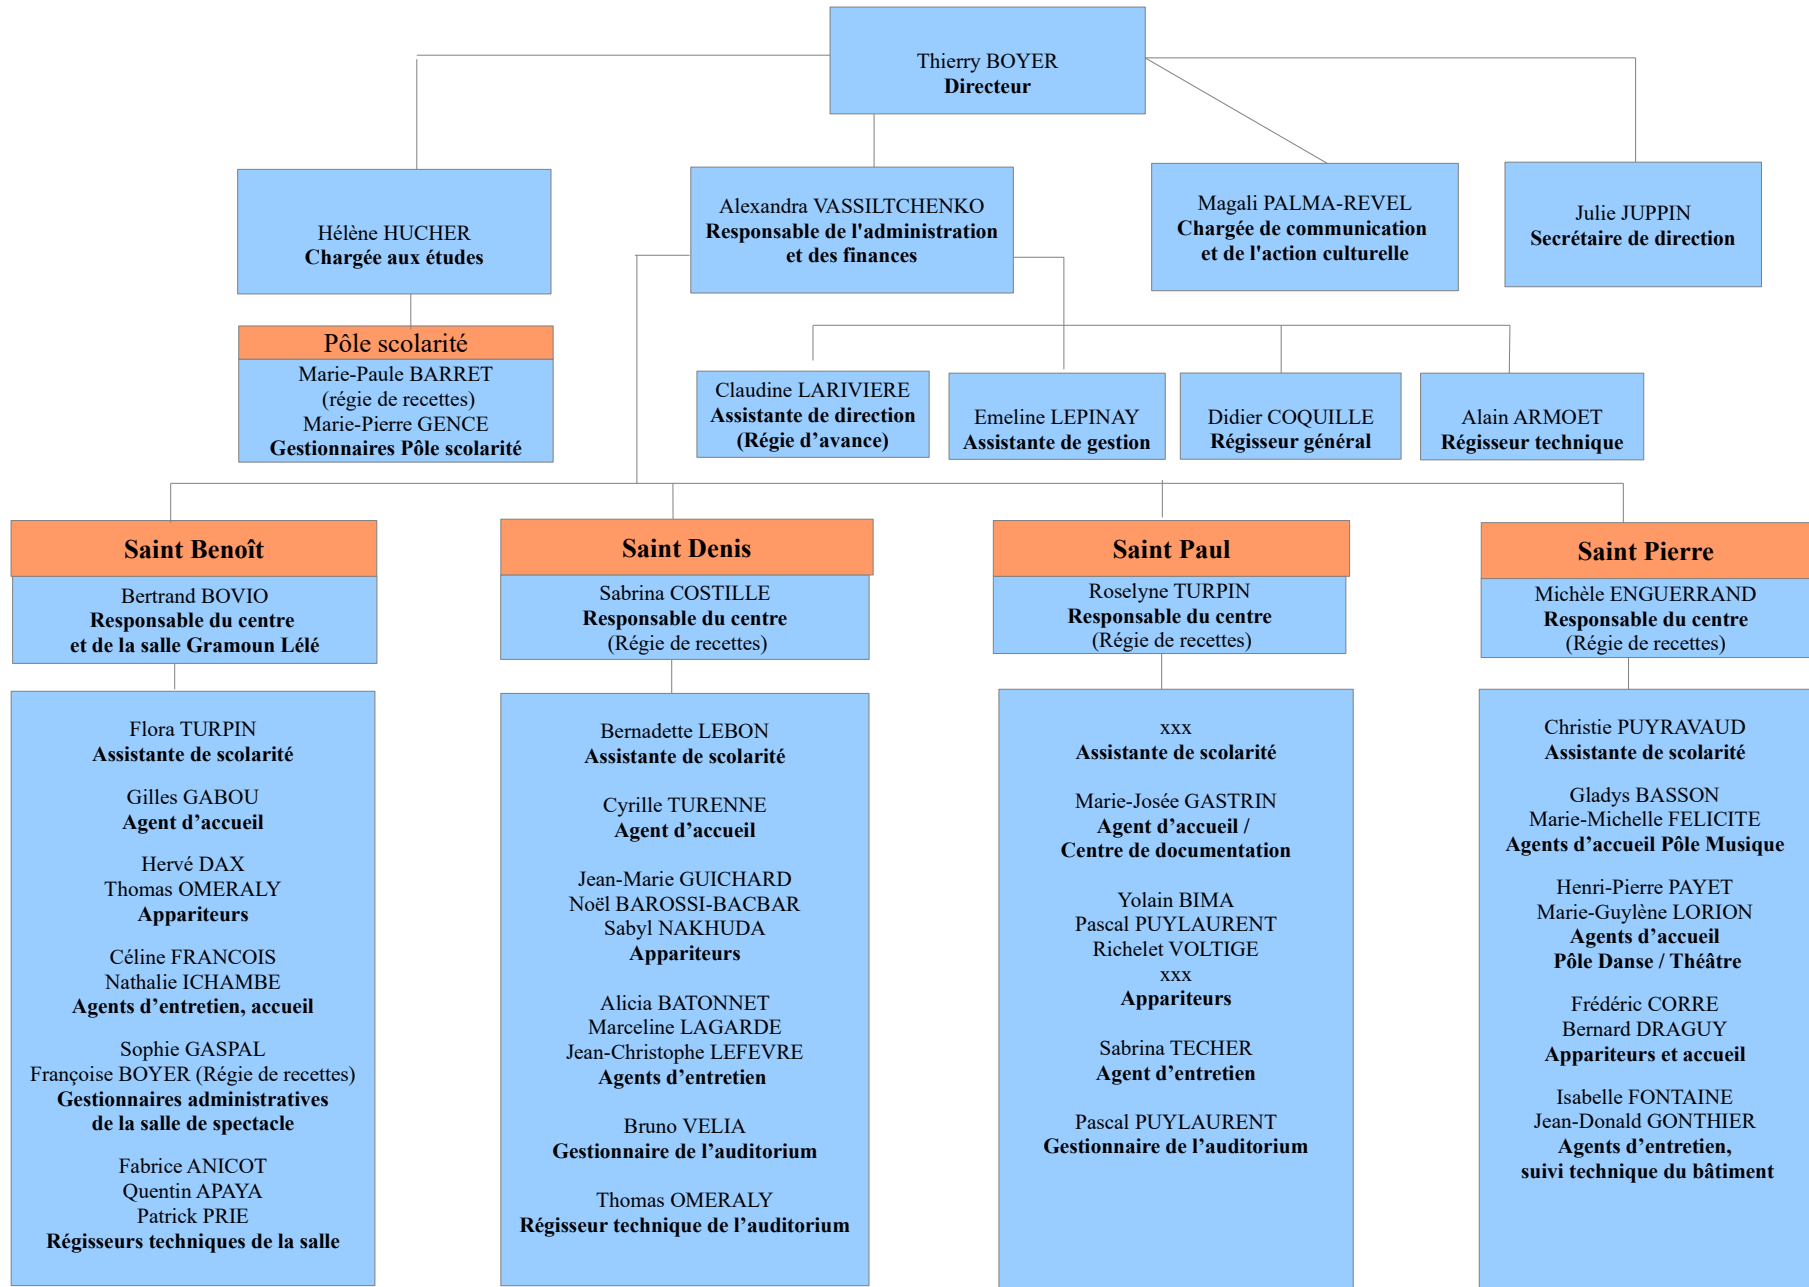 Thierry BOYER
Directeur
Hélène HUCHER
Chargée aux études
Alexandra VASSILTCHENKO
Responsable de l'administration
et des finances
Magali PALMA-REVEL
Chargée de communication
et de l'action culturelle
Julie JUPPIN
Secrétaire de direction
Pôle scolarité
Marie-Paule BARRET
(régie de recettes)
Marie-Pierre GENCE
Gestionnaires Pôle scolarité
Claudine LARIVIERE
Assistante de direction
(Régie d’avance)
Emeline LEPINAY
Assistante de gestion
Didier COQUILLE
Régisseur général
Alain ARMOET
Régisseur technique
Saint Benoît
Bertrand BOVIO
Responsable du centre
et de la salle Gramoun Lélé
Flora TURPIN
Assistante de scolarité
Gilles GABOU
Agent d’accueil
Hervé DAX
Thomas OMERALY
Appariteurs
Céline FRANCOIS
Nathalie ICHAMBE
Agents d’entretien, accueil
Sophie GASPAL
Françoise BOYER (Régie de recettes)
Gestionnaires administratives
de la salle de spectacle
Fabrice ANICOT
Quentin APAYA
Patrick PRIE
Régisseurs techniques de la salle
Saint Denis
Sabrina COSTILLE
Responsable du centre
(Régie de recettes)
Bernadette LEBON
Assistante de scolarité
Cyrille TURENNE
Agent d’accueil
Jean-Marie GUICHARD
Noël BAROSSI-BACBAR
Sabyl NAKHUDA
Appariteurs
Alicia BATONNET
Marceline LAGARDE
Jean-Christophe LEFEVRE
Agents d’entretien
Bruno VELIA
Gestionnaire de l’auditorium
Thomas OMERALY
Régisseur technique de l’auditorium
Saint Paul
Roselyne TURPIN
Responsable du centre
(Régie de recettes)
xxx
Assistante de scolarité
Marie-Josée GASTRIN
Agent d’accueil /
Centre de documentation
Yolain BIMA
Pascal PUYLAURENT
Richelet VOLTIGE
xxx
Appariteurs
Sabrina TECHER
Agent d’entretien
Pascal PUYLAURENT
Gestionnaire de l’auditorium
Saint Pierre
Michèle ENGUERRAND
Responsable du centre
(Régie de recettes)
Christie PUYRAVAUD
Assistante de scolarité
Gladys BASSON
Marie-Michelle FELICITE
Agents d’accueil Pôle Musique
Henri-Pierre PAYET
Marie-Guylène LORION
Agents d’accueil
Pôle Danse / Théâtre
Frédéric CORRE
Bernard DRAGUY
Appariteurs et accueil
Isabelle FONTAINE
Jean-Donald GONTHIER
Agents d’entretien,
suivi technique du bâtiment